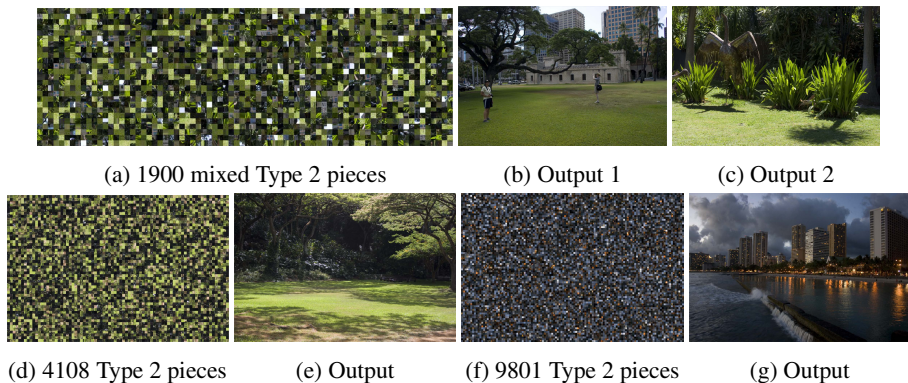 (a) 1900 mixed Type 2 pieces
(b) Output 1
(c) Output 2
(d) 4108 Type 2 pieces
(e) Output
(f) 9801 Type 2 pieces
(g) Output